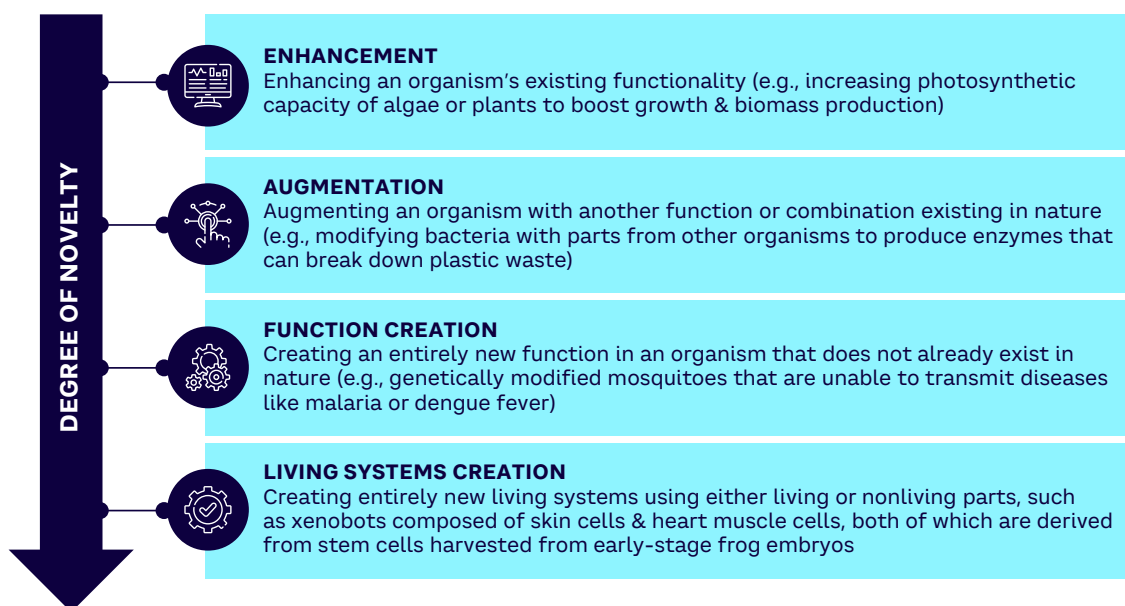 DEGREE OF NOVELTY
ENHANCEMENT
Enhancing an organism’s existing functionality (e.g., increasing photosynthetic
capacity of algae or plants to boost growth & biomass production)
AUGMENTATION
Augmenting an organism with another function or combination existing in nature
(e.g., modifying bacteria with parts from other organisms to produce enzymes that
can break down plastic waste)
FUNCTION CREATION
Creating an entirely new function in an organism that does not already exist in
nature (e.g., genetically modified mosquitoes that are unable to transmit diseases
like malaria or dengue fever)
LIVING SYSTEMS CREATION
Creating entirely new living systems using either living or nonliving parts, such
as xenobots composed of skin cells & heart muscle cells, both of which are derived
from stem cells harvested from early-stage frog embryos